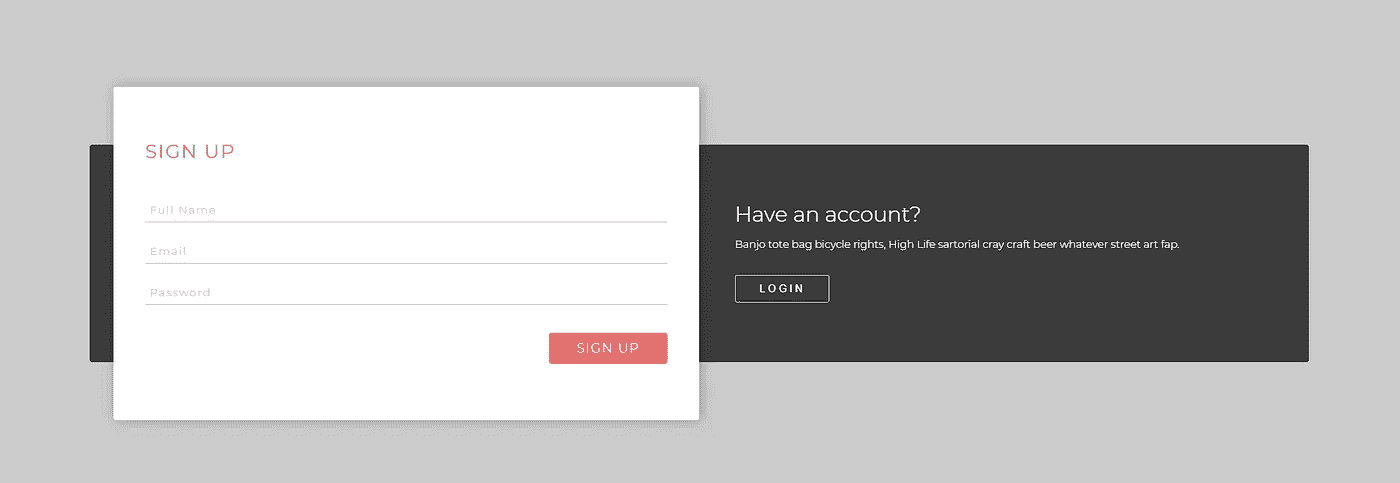 SIGN UP
Full Name
Email
Password
SIGN UP
Have an account?
Banjo tote bag bicycle rights, High Life sartorial cray craft beer whatever street art fap.
LOGIN